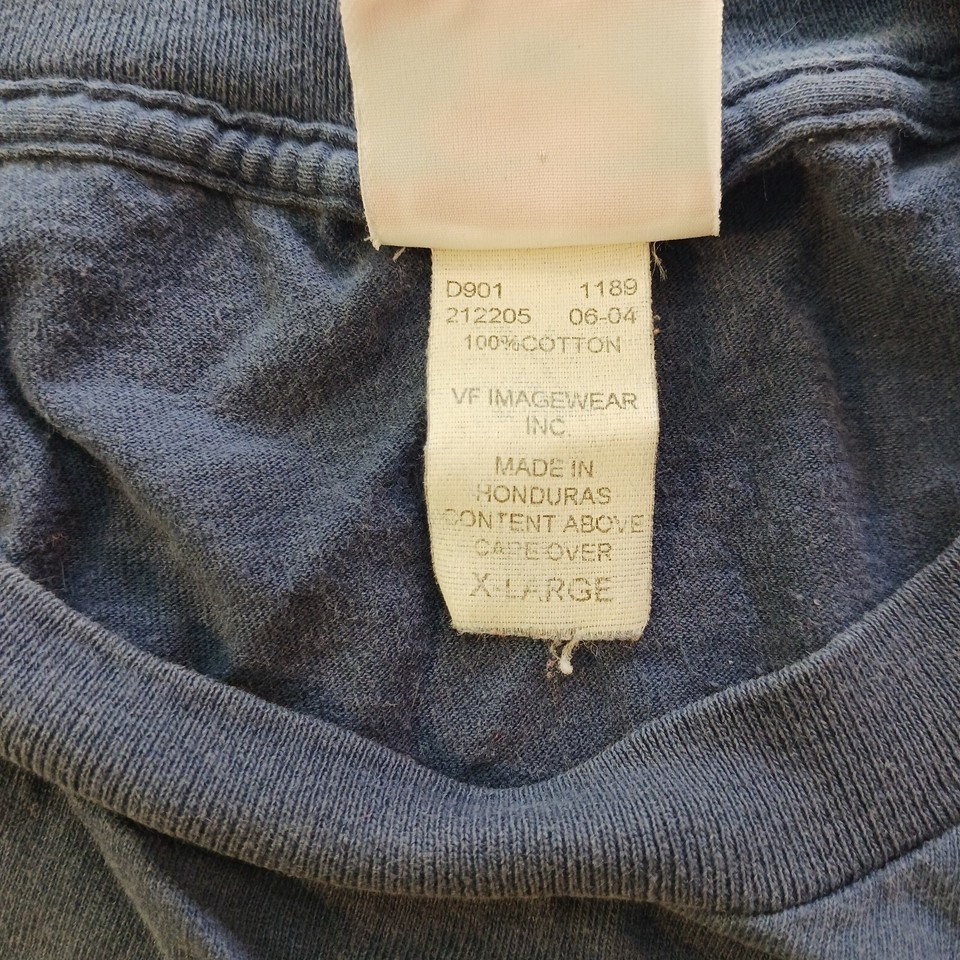 D901 1189
212205 06-04
100%COTTON
VF IMAGEWEAR
INC.
MADE IN
HONDURAS
CONTENT ABOVE
CARE OVER
X-LARGE